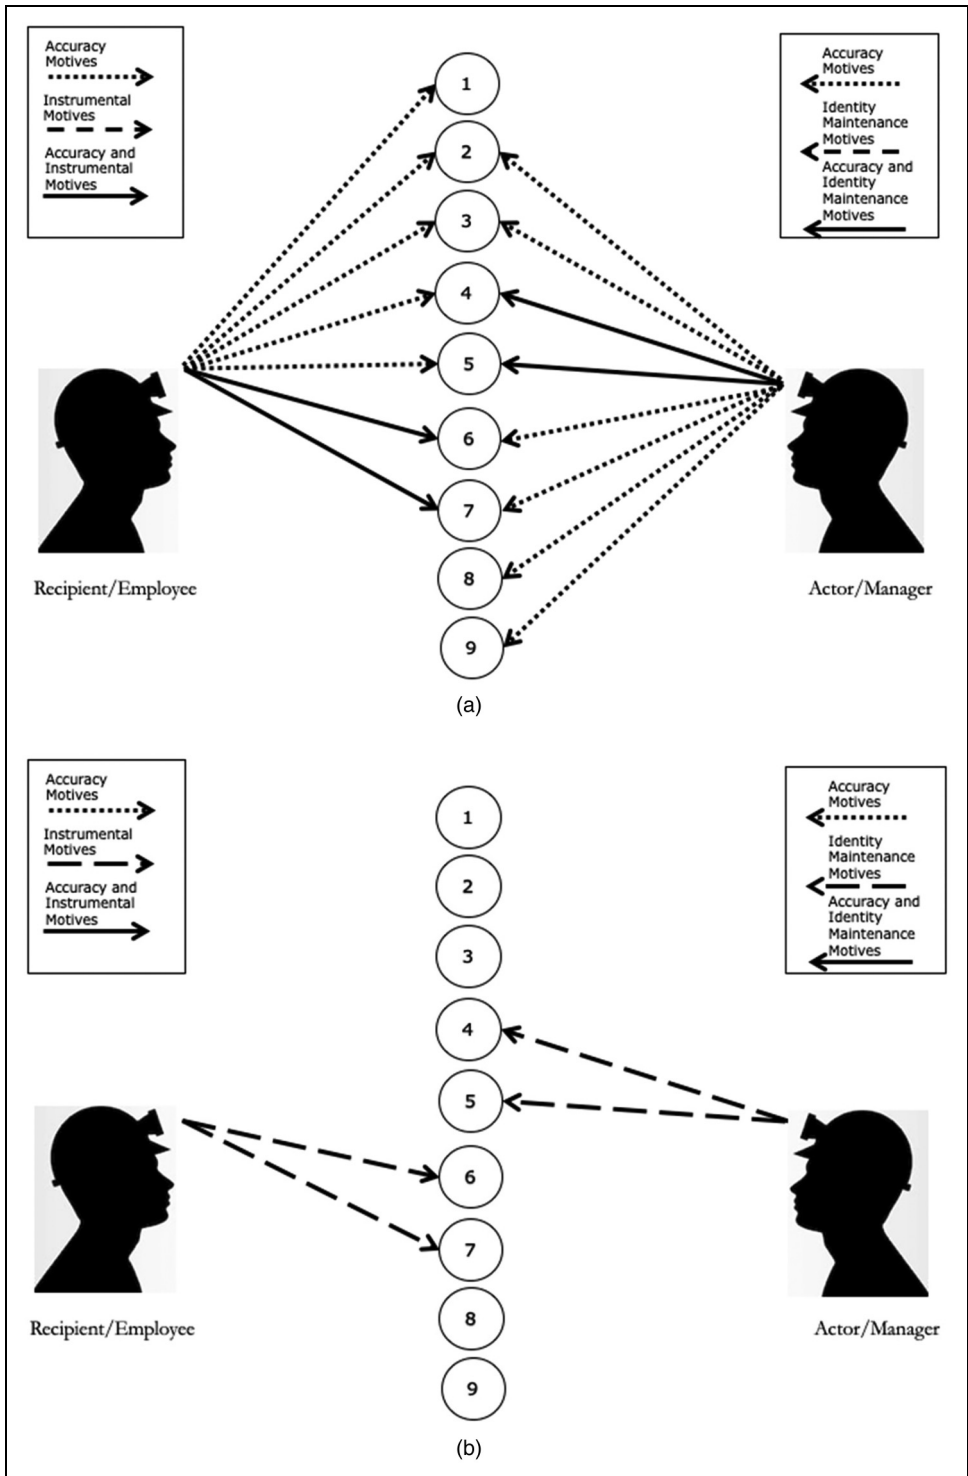 Accuracy
Motives
Instrumental
Motives
Accuracy and
Instrumental
Motives
Accuracy
Motives
Identity
Maintenance
Motives
Accuracy and
Identity
Maintenance
Motives
1
2
3
4
5
6
7
8
9
Recipient/Employee
Actor/Manager
(a)
Accuracy
Motives
Instrumental
Motives
Accuracy and
Instrumental
Motives
Accuracy
Motives
Identity
Maintenance
Motives
Accuracy and
Identity
Maintenance
Motives
1
2
3
4
5
6
7
8
9
Recipient/Employee
Actor/Manager
(b)